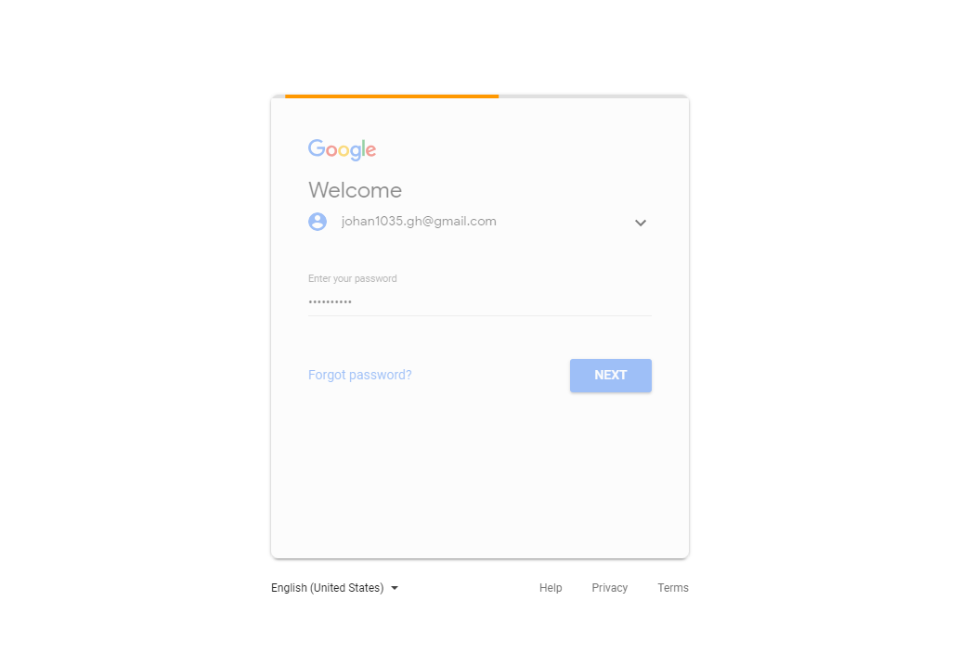 Google
Welcome
johan1035.gh@gmail.com
Enter your password
••••••••••
Forgot password?
NEXT
English (United States)
Help Privacy Terms